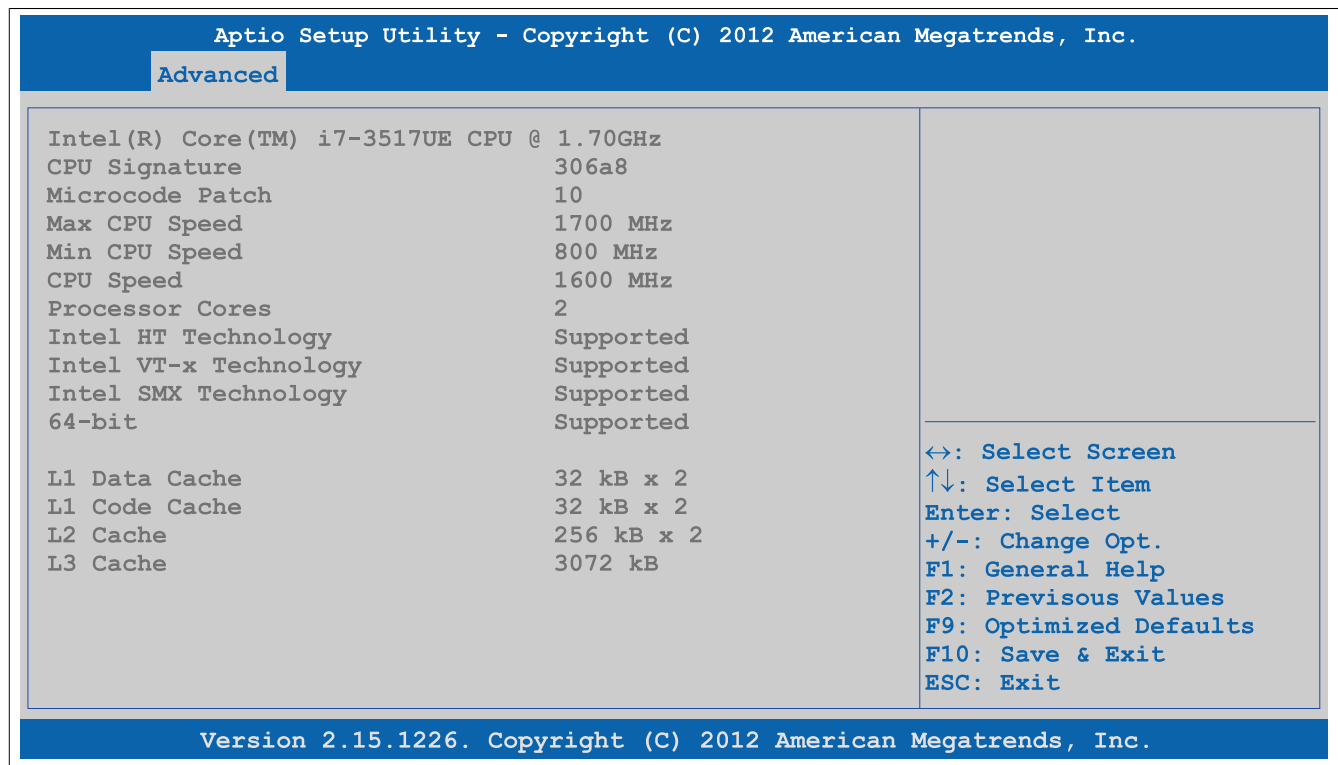 Aptio Setup Utility - Copyright (C) 2012 American Megatrends, Inc.
Advanced
Intel(R) Core(TM) i7-3517UE CPU @ 1.70GHz
CPU Signature 306a8
Microcode Patch 10
Max CPU Speed 1700 MHz
Min CPU Speed 800 MHz
CPU Speed 1600 MHz
Processor Cores 2
Intel HT Technology Supported
Intel VT-x Technology Supported
Intel SMX Technology Supported
64-bit Supported
L1 Data Cache 32 kB x 2
L1 Code Cache 32 kB x 2
L2 Cache 256 kB x 2
L3 Cache 3072 kB
↔: Select Screen
↑↓: Select Item
Enter: Select
+/-: Change Opt.
F1: General Help
F2: Previsous Values
F9: Optimized Defaults
F10: Save & Exit
ESC: Exit
Version 2.15.1226. Copyright (C) 2012 American Megatrends, Inc.